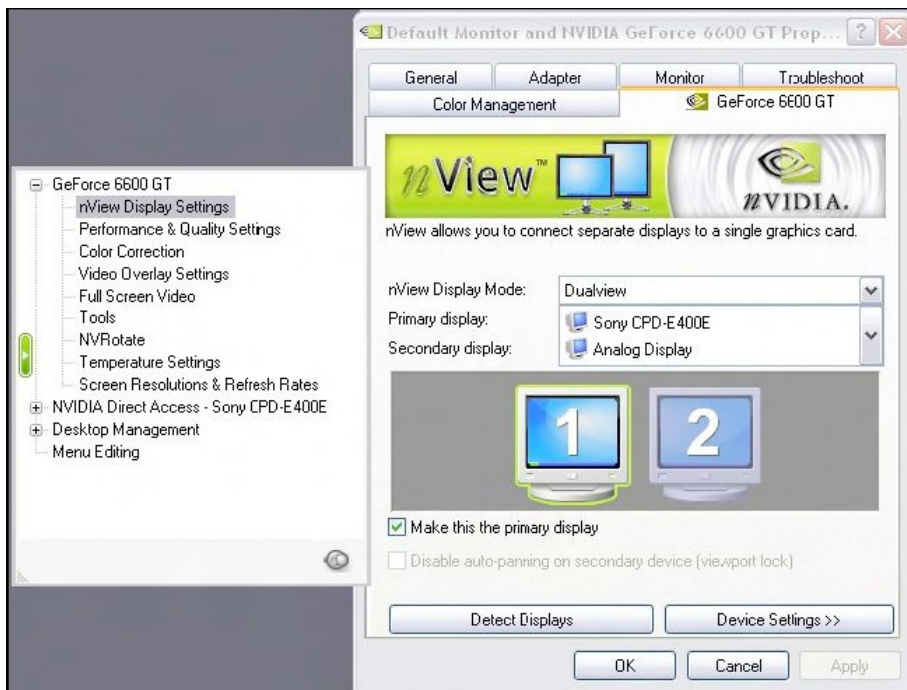 Default Monitor and NVIDIA GeForce 6600 GT Prop...
General Adapter Monitor Troubleshoot
Color Management GeForce 6600 GT
nVIEW™
nVIDIA.
nView allows you to connect separate displays to a single graphics card.
nView Display Mode: Dualview
Primary display: Sony CPD-E400E
Secondary display: Analog Display
1 2
Make this the primary display
Disable auto-panning on secondary device (viewport lock)
Detect Displays Device Settings >>
OK Cancel Apply
GeForce 6600 GT
nView Display Settings
Performance & Quality Settings
Color Correction
Video Overlay Settings
Full Screen Video
Tools
NVRotate
Temperature Settings
Screen Resolutions & Refresh Rates
NVIDIA Direct Access - Sony CPD-E400E
Desktop Management
Menu Editing